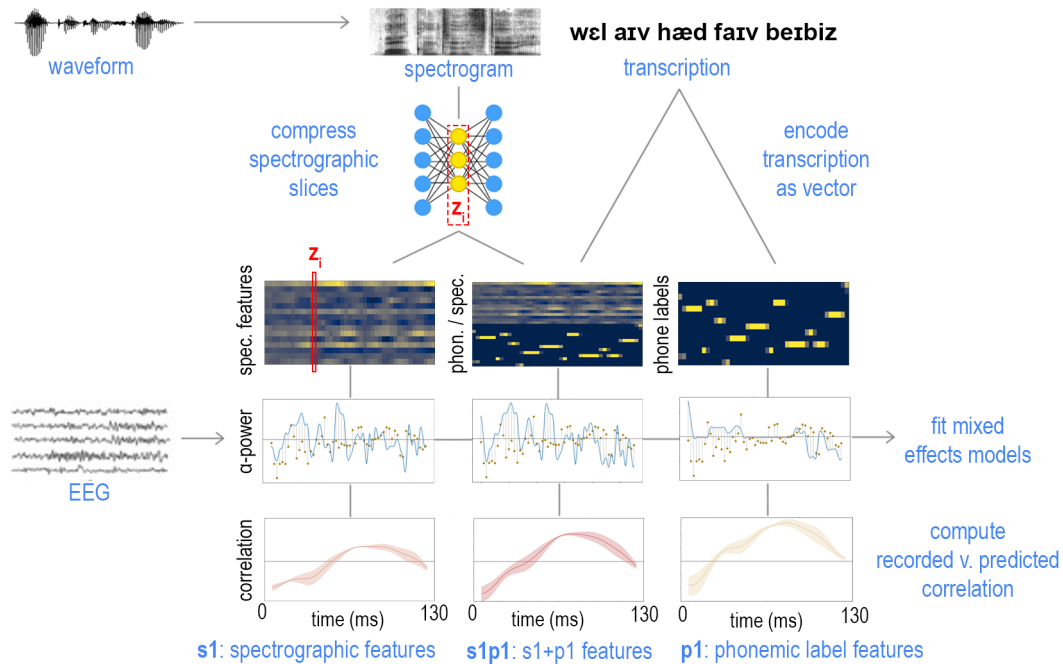 wɛl aɪv hæd faɪv beɪbiz
waveform
spectrogram
transcription
compress
spectrographic
slices
encode
transcription
as vector
z i
z i
spec. features
phon. / spec.
phone labels
α-power
EEG
fit mixed
effects models
correlation
compute
recorded v. predicted
correlation
0 130
time (ms)
0 130
time (ms)
0 130
time (ms)
s1: spectrographic features
s1p1: s1+p1 features
p1: phonemic label features